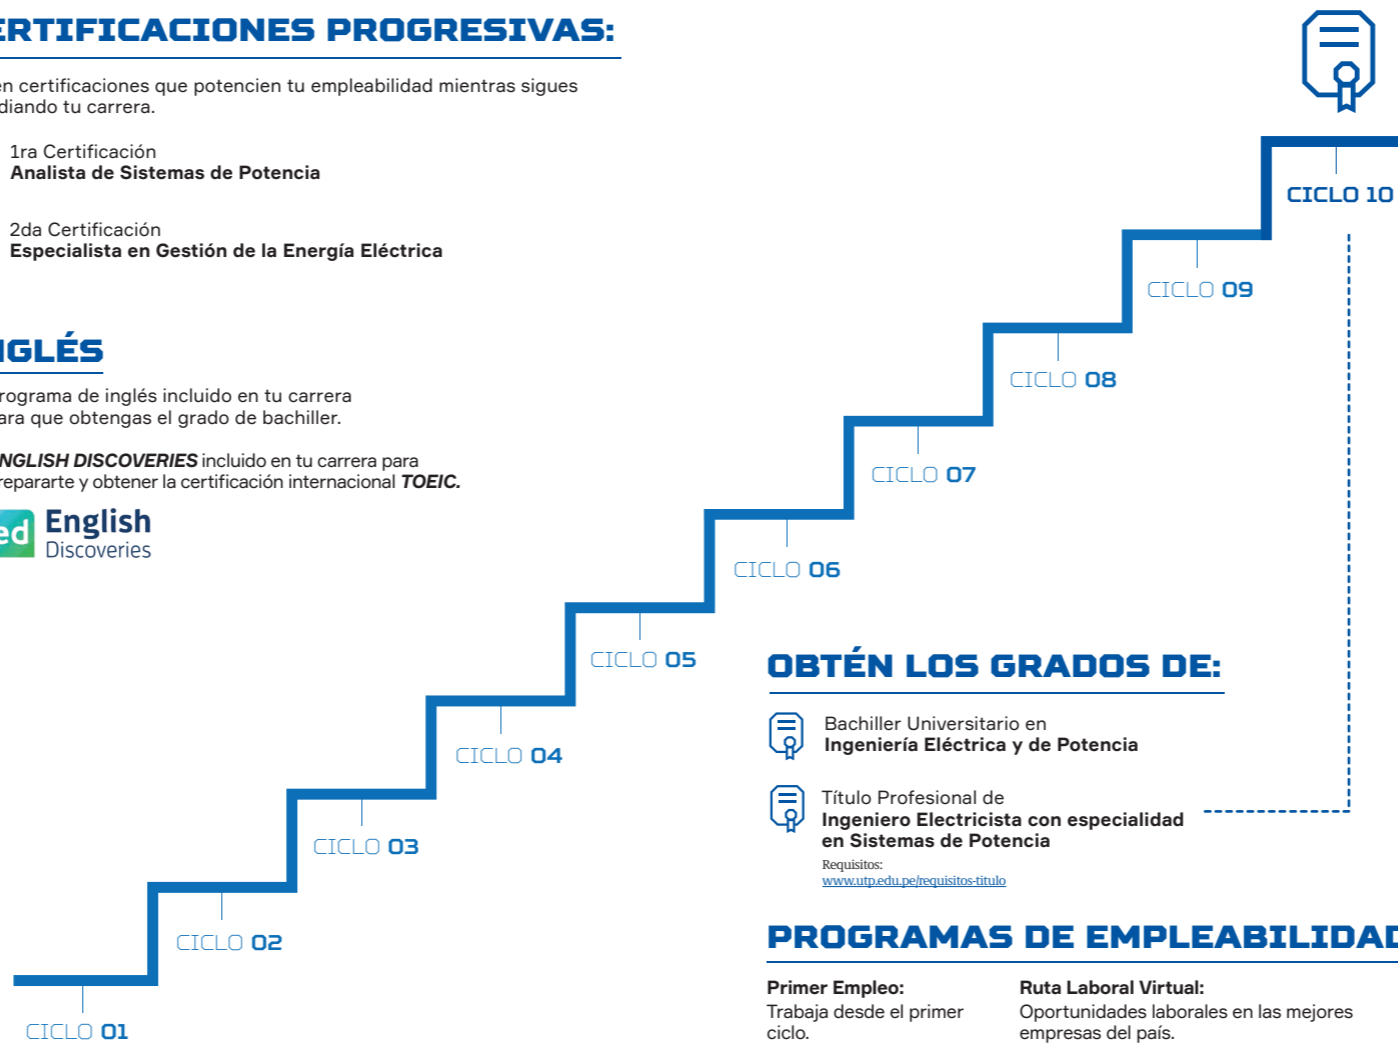 ERTIFICACIONES PROGRESIVAS:
én certificaciones que potencien tu empleabilidad mientras sigues
diando tu carrera.
1ra Certificación
Analista de Sistemas de Potencia
2da Certificación
Especialista en Gestión de la Energía Eléctrica
NGLÉS
rograma de inglés incluido en tu carrera
ara que obtengas el grado de bachiller.
NGLISH DISCOVERIES incluido en tu carrera para
repararte y obtener la certificación internacional TOEIC.
ed English
Discoveries
CICLO 10
CICLO 09
CICLO 08
CICLO 07
CICLO 06
CICLO 05
CICLO 04
CICLO 03
CICLO 02
CICLO 01
OBTÉN LOS GRADOS DE:
Bachiller Universitario en
Ingeniería Eléctrica y de Potencia
Título Profesional de
Ingeniero Electricista con especialidad
en Sistemas de Potencia
Requisitos:
www.utp.edu.pe/requisitos-titulo
PROGRAMAS DE EMPLEABILIDAD
Primer Empleo:
Trabaja desde el primer
ciclo.
Ruta Laboral Virtual:
Oportunidades laborales en las mejores
empresas del país.